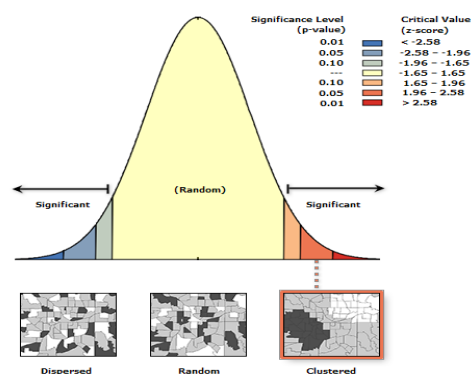 Significance Level Critical Value
(p-value) (z-score)
0.01 < -2.58
0.05 -2.58 – -1.96
0.10 -1.96 – -1.65
--- -1.65 – 1.65
0.10 1.65 – 1.96
0.05 1.96 – 2.58
0.01 > 2.58
(Random)
Significant Significant
Dispersed Random Clustered